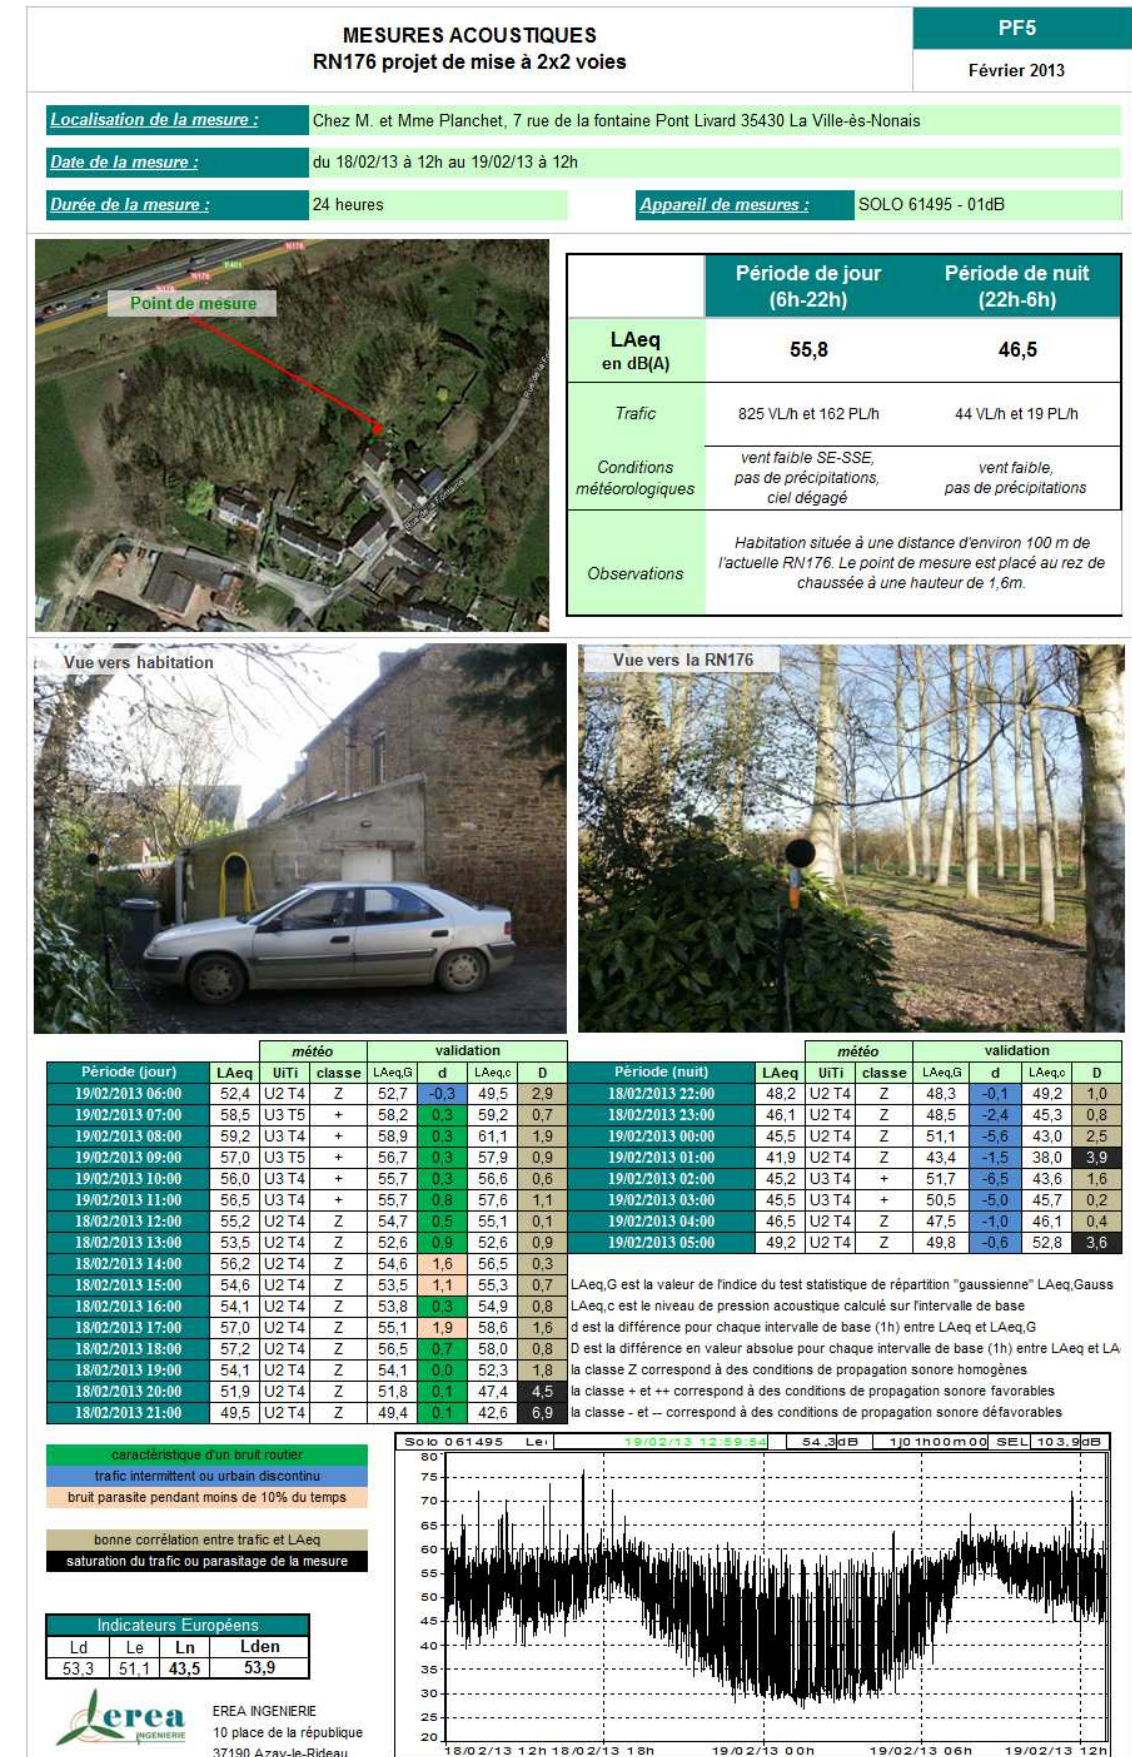 MESURES ACOUSTIQUES
RN176 projet de mise à 2x2 voies
PF5
Février 2013
Localisation de la mesure :
Chez M. et Mme Planchet, 7 rue de la fontaine Pont Livard 35430 La Ville-ès-Nonais
Date de la mesure :
du 18/02/13 à 12h au 19/02/13 à 12h
Durée de la mesure :
24 heures
Appareil de mesures :
SOLO 61495 - 01dB
N176
N176
Point de mesure
Rue de la Fo
Rue de la Fontaine
Période de jour
(6h-22h)
Période de nuit
(22h-6h)
LAeq
en dB(A)
55,8
46,5
Trafic
825 VL/h et 162 PL/h
44 VL/h et 19 PL/h
Conditions
météorologiques
vent faible SE-SSE,
pas de précipitations,
ciel dégagé
vent faible,
pas de précipitations
Observations
Habitation située à une distance d'environ 100 m de
l'actuelle RN176. Le point de mesure est placé au rez de
chaussée à une hauteur de 1,6m.
Vue vers habitation
Vue vers la RN176
météo validation
Période (jour) LAeq UiTi classe LAeq,G d LAeq,c D
19/02/2013 06:00 52,4 U2 T4 Z 52,7 -0,3 49,5 2,9
19/02/2013 07:00 58,5 U3 T5 + 58,2 0,3 59,2 0,7
19/02/2013 08:00 59,2 U3 T4 + 58,9 0,3 61,1 1,9
19/02/2013 09:00 57,0 U3 T5 + 56,7 0,3 57,9 0,9
19/02/2013 10:00 56,0 U3 T4 + 55,7 0,3 56,6 0,6
19/02/2013 11:00 56,5 U3 T4 + 55,7 0,8 57,6 1,1
18/02/2013 12:00 55,2 U2 T4 Z 54,7 0,5 55,1 0,1
18/02/2013 13:00 53,5 U2 T4 Z 52,6 0,9 52,6 0,9
18/02/2013 14:00 56,2 U2 T4 Z 54,6 1,6 56,5 0,3
18/02/2013 15:00 54,6 U2 T4 Z 53,5 1,1 55,3 0,7
18/02/2013 16:00 54,1 U2 T4 Z 53,8 0,3 54,9 0,8
18/02/2013 17:00 57,0 U2 T4 Z 55,1 1,9 58,6 1,6
18/02/2013 18:00 57,2 U2 T4 Z 56,5 0,7 58,0 0,8
18/02/2013 19:00 54,1 U2 T4 Z 54,1 0,0 52,3 1,8
18/02/2013 20:00 51,9 U2 T4 Z 51,8 0,1 47,4 4,5
18/02/2013 21:00 49,5 U2 T4 Z 49,4 0,1 42,6 6,9
météo validation
Période (nuit) LAeq UiTi classe LAeq,G d LAeq,c D
18/02/2013 22:00 48,2 U2 T4 Z 48,3 -0,1 49,2 1,0
18/02/2013 23:00 46,1 U2 T4 Z 48,5 -2,4 45,3 0,8
19/02/2013 00:00 45,5 U2 T4 Z 51,1 -5,6 43,0 2,5
19/02/2013 01:00 41,9 U2 T4 Z 43,4 -1,5 38,0 3,9
19/02/2013 02:00 45,2 U3 T4 + 51,7 -6,5 43,6 1,6
19/02/2013 03:00 45,5 U3 T4 + 50,5 -5,0 45,7 0,2
19/02/2013 04:00 46,5 U2 T4 Z 47,5 -1,0 46,1 0,4
19/02/2013 05:00 49,2 U2 T4 Z 49,8 -0,6 52,8 3,6
LAeq,G est la valeur de l'indice du test statistique de répartition "gaussienne" LAeq,Gauss
LAeq,c est le niveau de pression acoustique calculé sur l'intervalle de base
d est la différence pour chaque intervalle de base (1h) entre LAeq et LAeq,G
D est la différence en valeur absolue pour chaque intervalle de base (1h) entre LAeq et LA
la classe Z correspond à des conditions de propagation sonore homogènes
la classe + et ++ correspond à des conditions de propagation sonore favorables
la classe - et -- correspond à des conditions de propagation sonore défavorables
caractéristique d'un bruit routier
trafic intermittent ou urbain discontinu
bruit parasite pendant moins de 10% du temps
bonne corrélation entre trafic et LAeq
saturation du trafic ou parasitage de la mesure
Indicateurs Européens
Ld Le Ln Lden
53,3 51,1 43,5 53,9
erea
INGENIERIE
EREA INGENIERIE
10 place de la république
37190 Azay-le-Rideau
Solo 061495 Le 19/02/13 12:59:54 54.3dB 1j01h00m00 SEL 103.9dB
80
75
70
65
60
55
50
45
40
35
30
25
20
18/02/13 12h 18/02/13 18h 19/02/13 00h 19/02/13 06h 19/02/13 12h